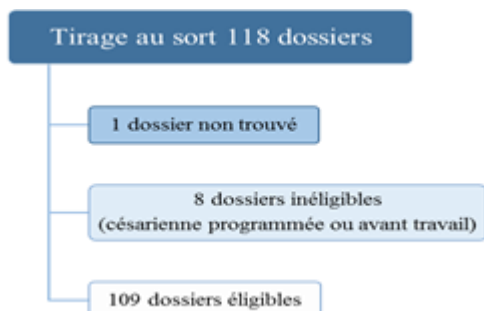 Tirage au sort 118 dossiers
1 dossier non trouvé
8 dossiers inéligibles
(césarienne programmée ou avant travail)
109 dossiers éligibles